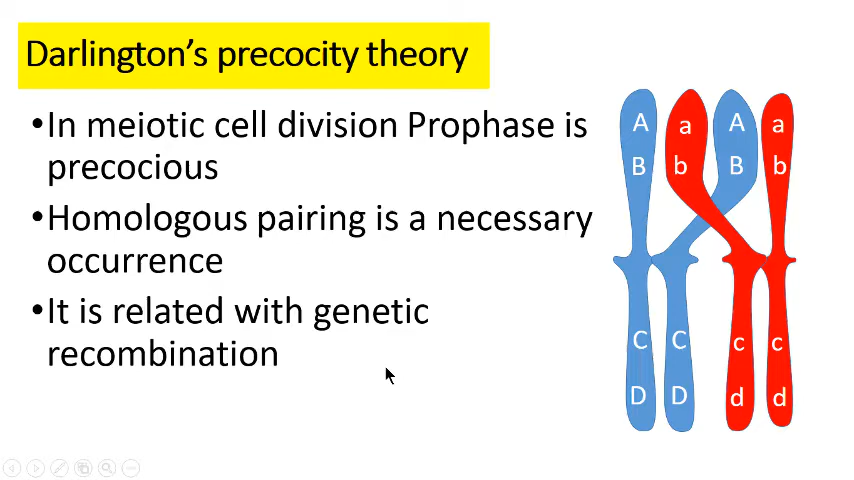 Darlington's precocity theory
•In meiotic cell division Prophase is
precocious
•Homologous pairing is a necessary
occurrence
•It is related with genetic
recombination
A a A a
B b B b
C C c c
D D d d